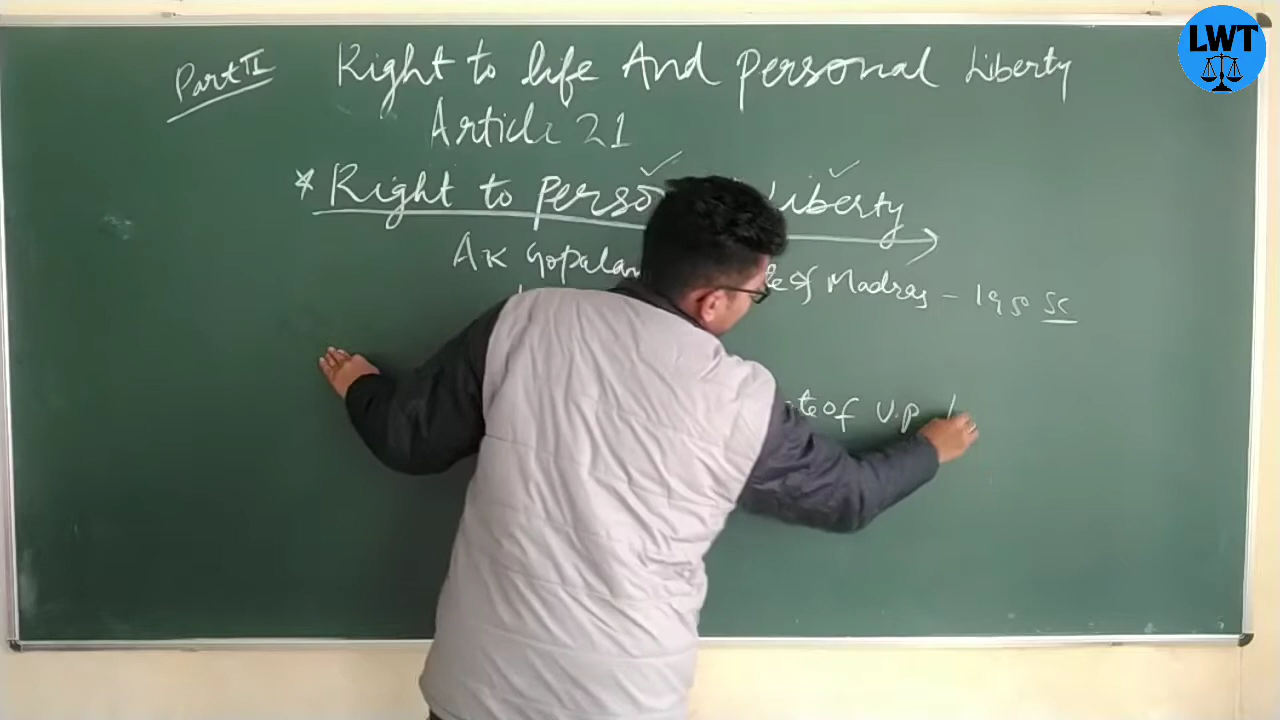 LWT
Part II Right to life And personal Liberty
Article 21
* Right to perso Liberty
AK Gopalan of Madras - 1950 SC
te of U.P